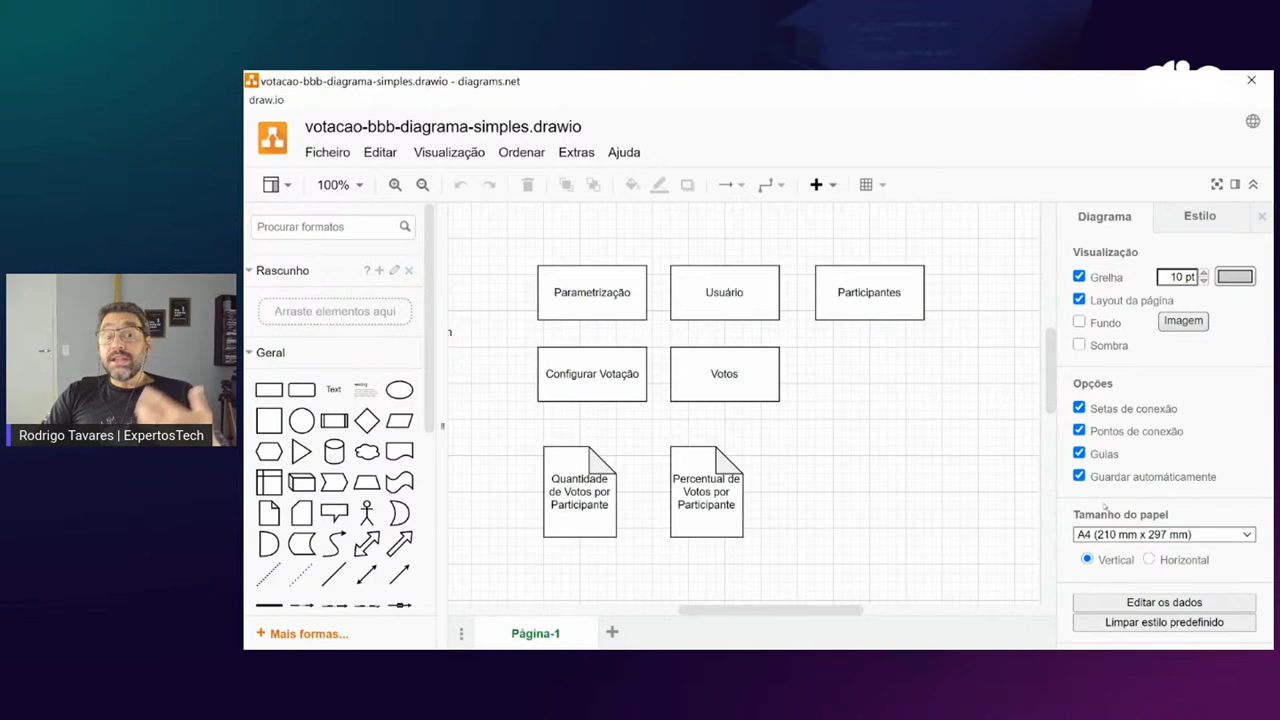 votacao-bbb-diagrama-simples.drawio - diagrams.net
draw.io
votacao-bbb-diagrama-simples.drawio
Ficheiro Editar Visualização Ordenar Extras Ajuda
100%
Procurar formatos
Rascunho
Arraste elementos aqui
Geral
Text
Mais formas...
Parametrização
Usuário
Participantes
n
Configurar Votação
Votos
Quantidade
de Votos por
Participante
Percentual de
Votos por
Participante
Página-1
Diagrama
Estilo
Visualização
Grelha
10 pt
Layout da página
Fundo
Imagem
Sombra
Opções
Setas de conexão
Pontos de conexão
Guias
Guardar automáticamente
Tamanho do papel
A4 (210 mm x 297 mm)
Vertical
Horizontal
Editar os dados
Limpar estilo predefinido
Rodrigo Tavares | ExpertosTech